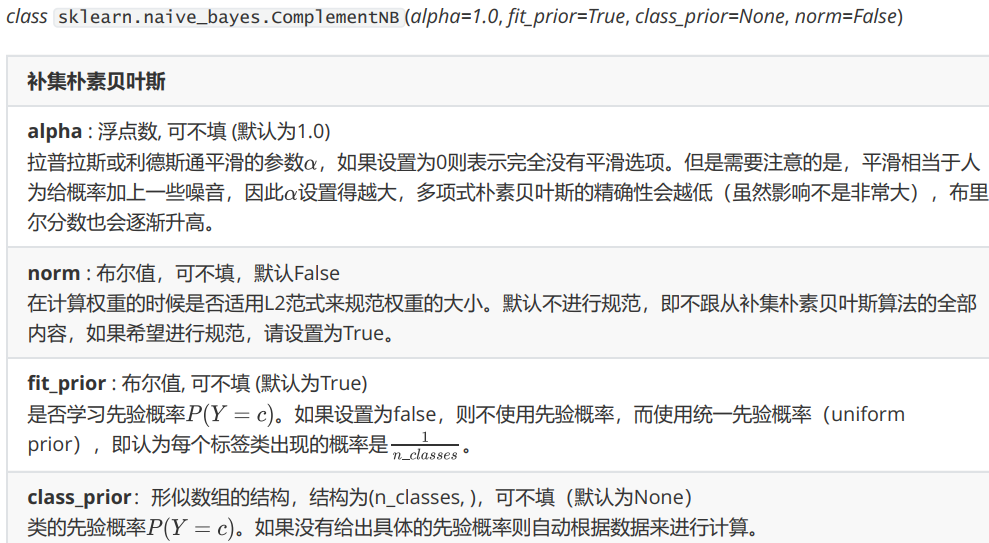 class sklearn.naive_bayes.ComplementNB(alpha=1.0, fit_prior=True, class_prior=None, norm=False)
补集朴素贝叶斯
alpha : 浮点数, 可不填 (默认为1.0)
拉普拉斯或利德斯通平滑的参数α，如果设置为0则表示完全没有平滑选项。但是需要注意的是，平滑相当于人
为给概率加上一些噪音，因此α设置得越大，多项式朴素贝叶斯的精确性会越低（虽然影响不是非常大），布里
尔分数也会逐渐升高。
norm : 布尔值，可不填，默认False
在计算权重的时候是否适用L2范式来规范权重的大小。默认不进行规范，即不跟从补集朴素贝叶斯算法的全部
内容，如果希望进行规范，请设置为True。
fit_prior : 布尔值, 可不填 (默认为True)
是否学习先验概率P(Y = c)。如果设置为false，则不使用先验概率，而使用统一先验概率（uniform
prior），即认为每个标签类出现的概率是1/n_classes。
class_prior：形似数组的结构，结构为(n_classes, )，可不填（默认为None）
类的先验概率P(Y = c)。如果没有给出具体的先验概率则自动根据数据来进行计算。